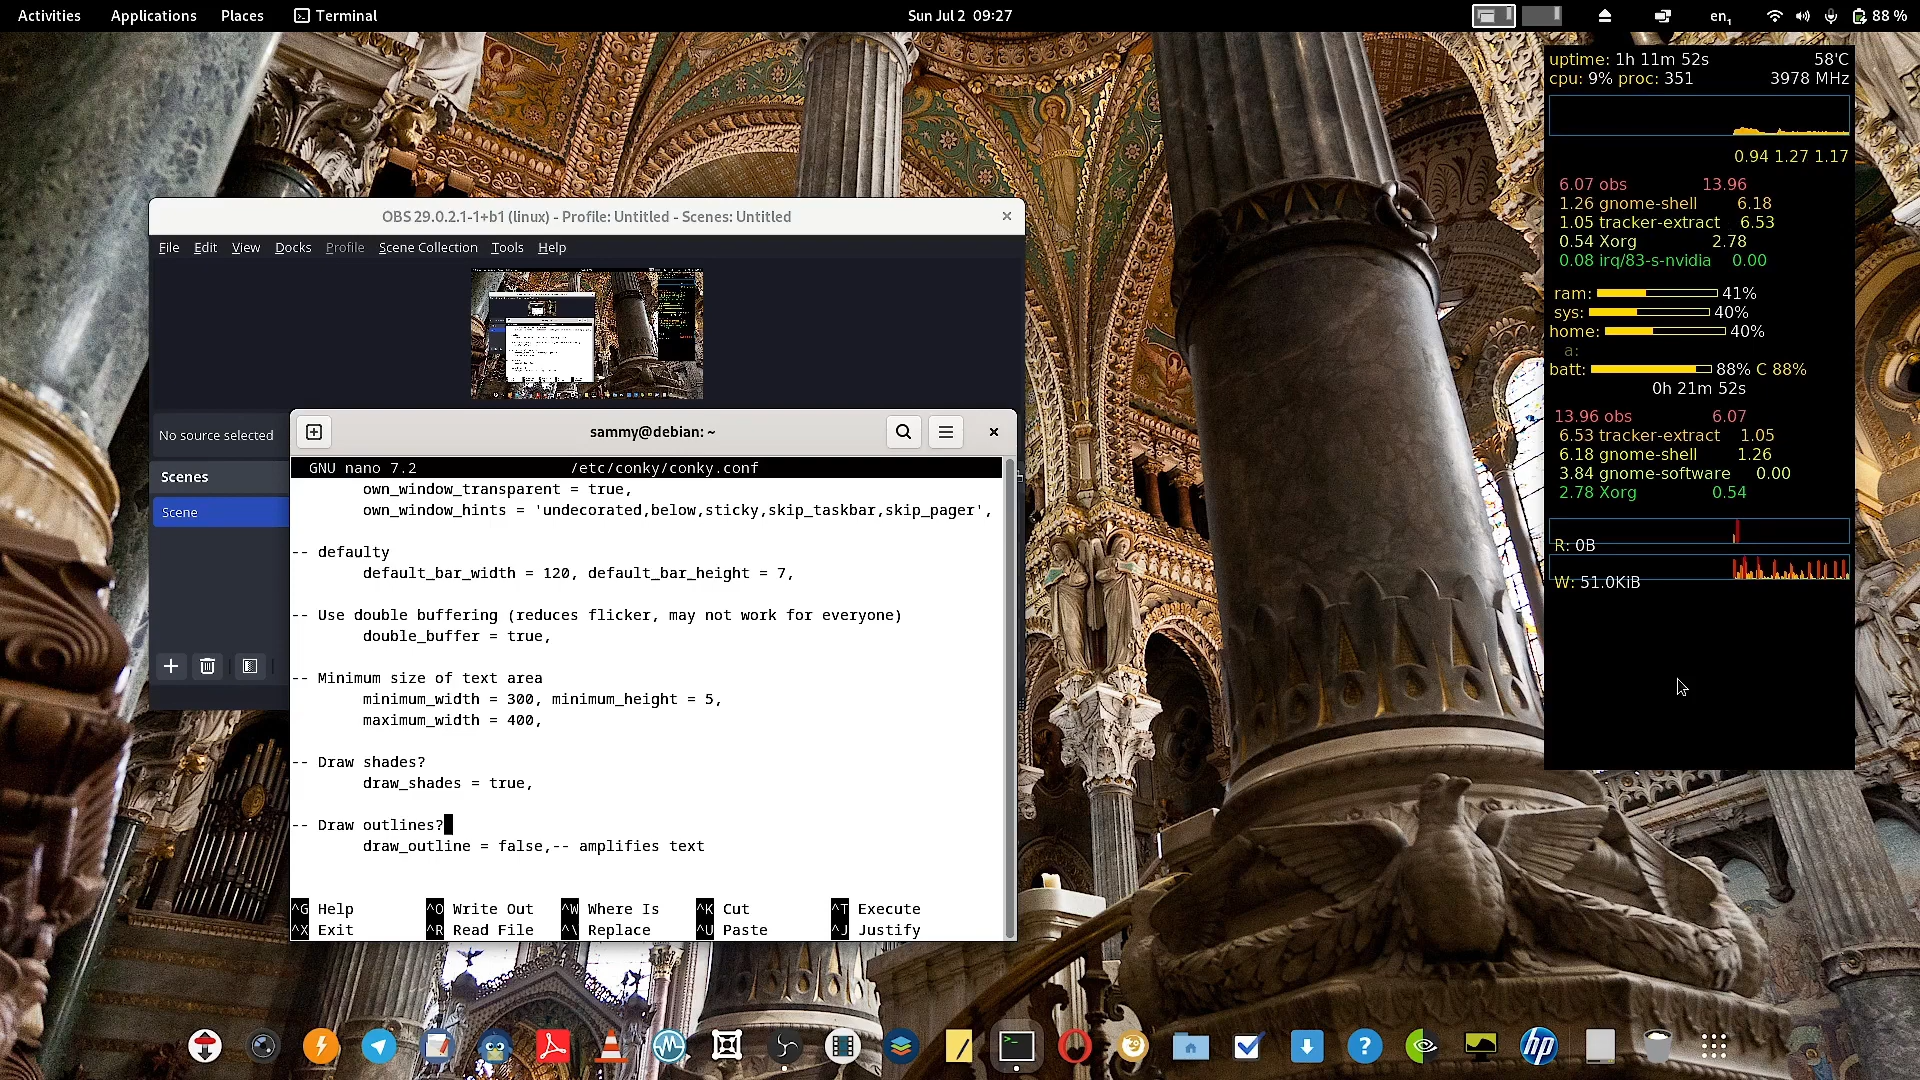 Activities Applications Places Terminal Sun Jul 2 09:27 en1 88 %
OBS 29.0.2.1-1+b1 (linux) - Profile: Untitled - Scenes: Untitled
File Edit View Docks Profile Scene Collection Tools Help
No source selected
Scenes
Scene
sammy@debian: ~
GNU nano 7.2 /etc/conky/conky.conf
own_window_transparent = true,
own_window_hints = 'undecorated,below,sticky,skip_taskbar,skip_pager',
-- defaulty
default_bar_width = 120, default_bar_height = 7,
-- Use double buffering (reduces flicker, may not work for everyone)
double_buffer = true,
-- Minimum size of text area
minimum_width = 300, minimum_height = 5,
maximum_width = 400,
-- Draw shades?
draw_shades = true,
-- Draw outlines?
draw_outline = false,-- amplifies text
^G Help ^O Write Out ^W Where Is ^K Cut ^T Execute
^X Exit ^R Read File ^\ Replace ^U Paste ^J Justify
uptime: 1h 11m 52s 58'C
cpu: 9% proc: 351 3978 MHz
0.94 1.27 1.17
6.07 obs 13.96
1.26 gnome-shell 6.18
1.05 tracker-extract 6.53
0.54 Xorg 2.78
0.08 irq/83-s-nvidia 0.00
ram: 41%
sys: 40%
home: 40%
a:
batt: 88% C 88%
0h 21m 52s
13.96 obs 6.07
6.53 tracker-extract 1.05
6.18 gnome-shell 1.26
3.84 gnome-software 0.00
2.78 Xorg 0.54
R: 0B
W: 51.0KiB
hp